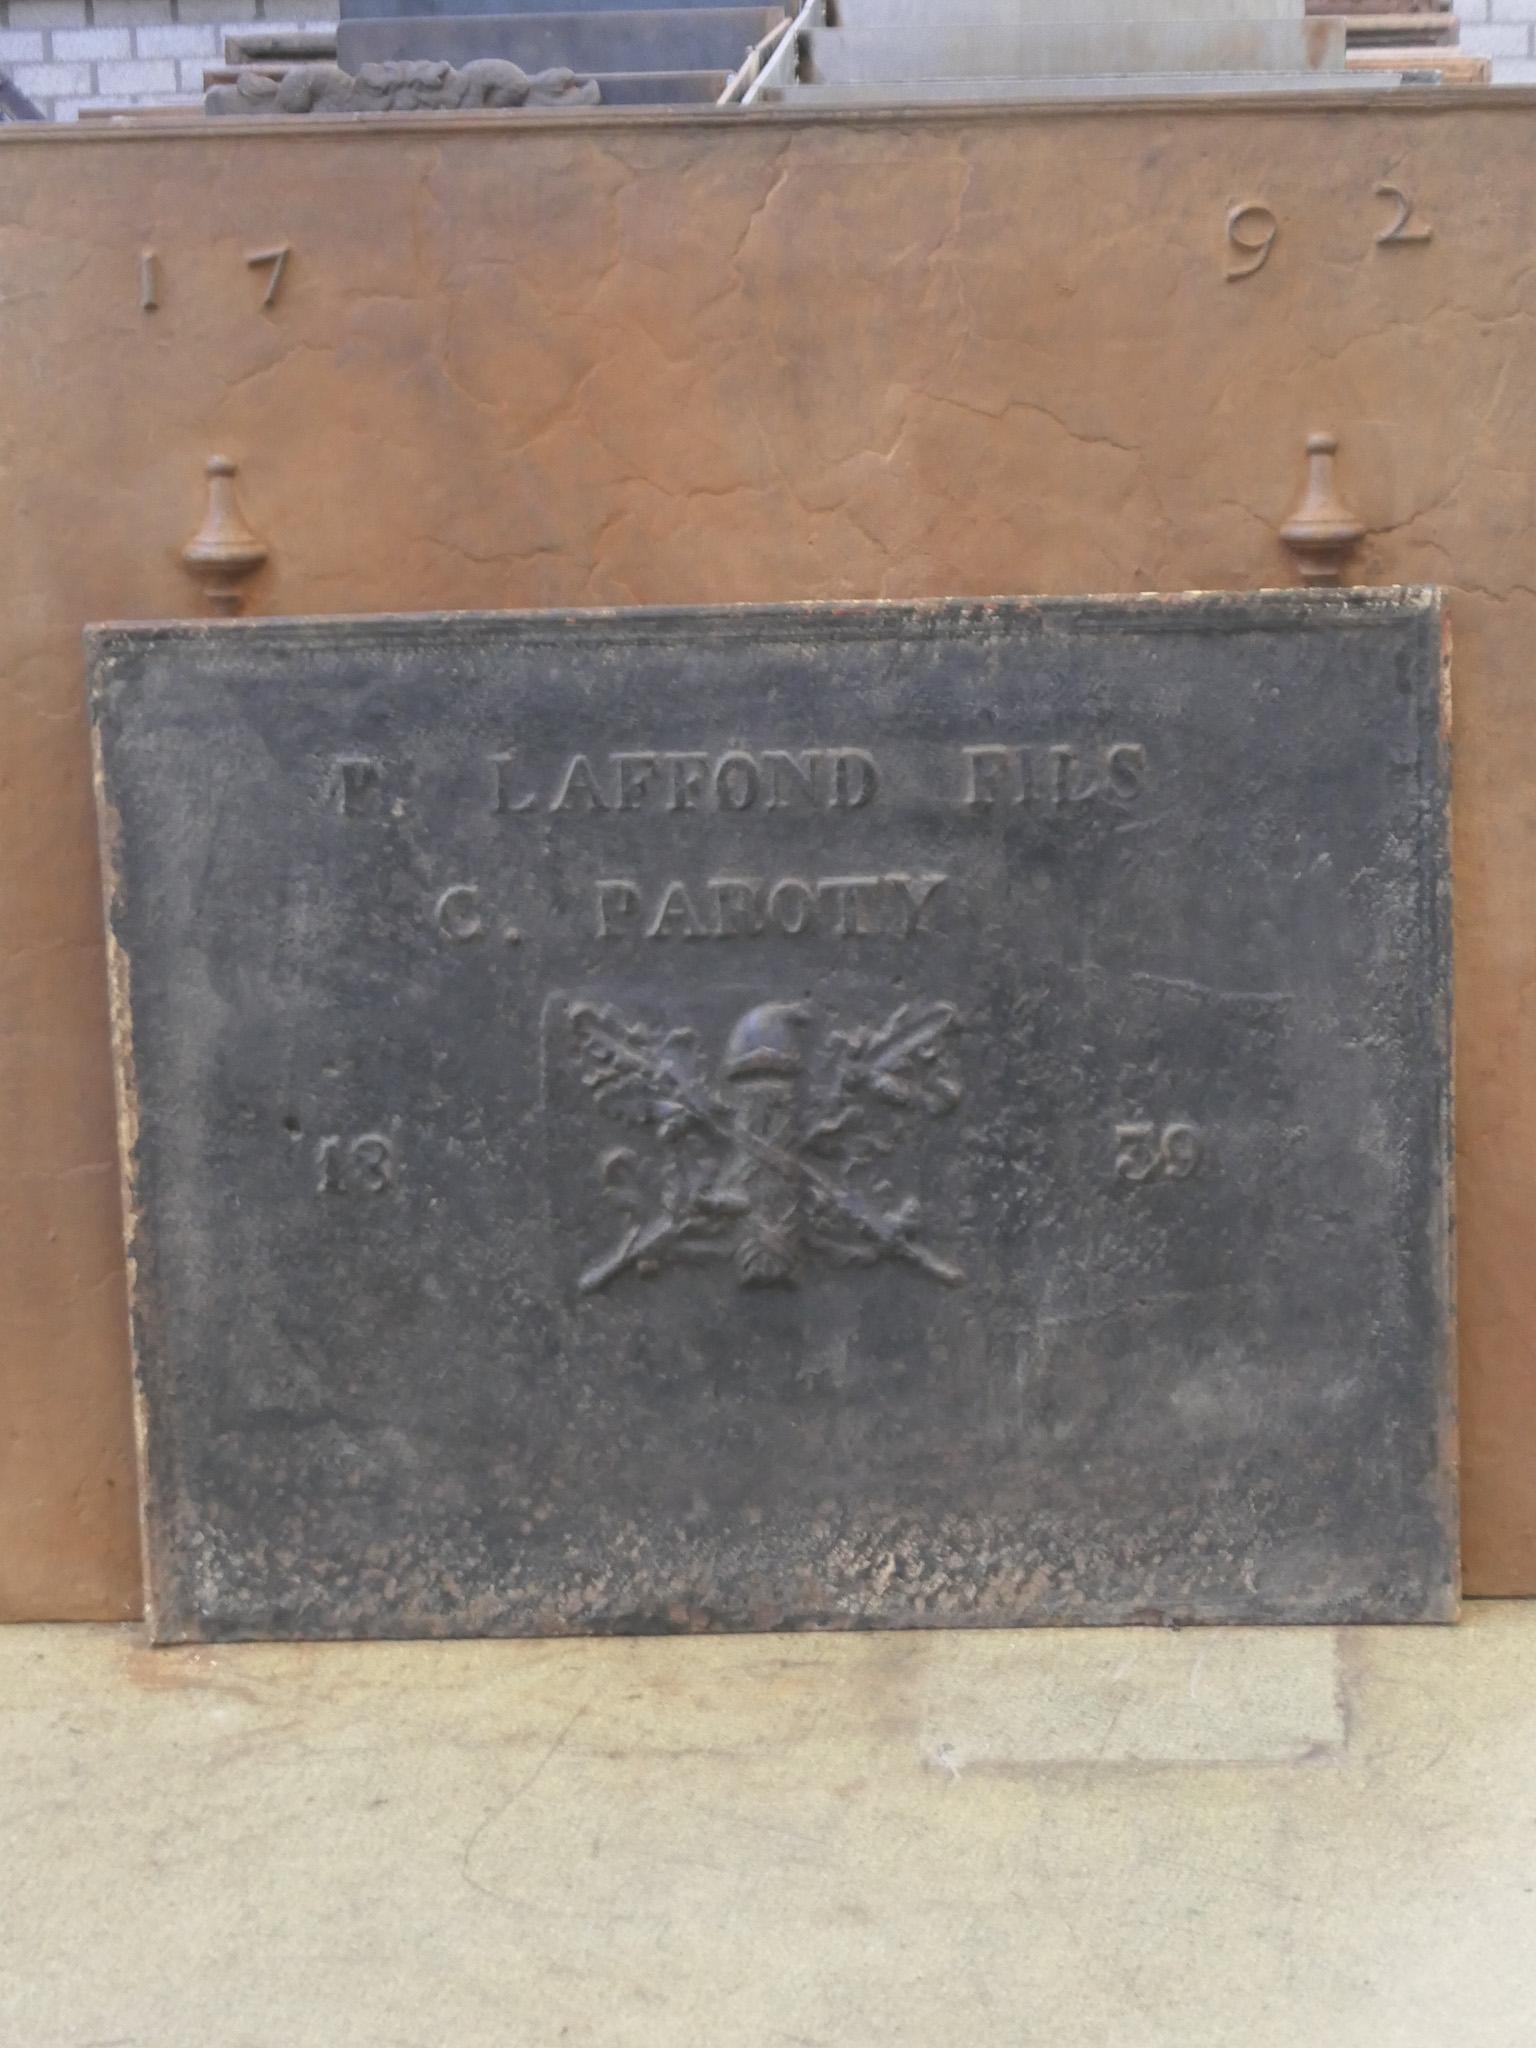 17 92
P. LAFFOND FILS
C. PAROTY
18 39